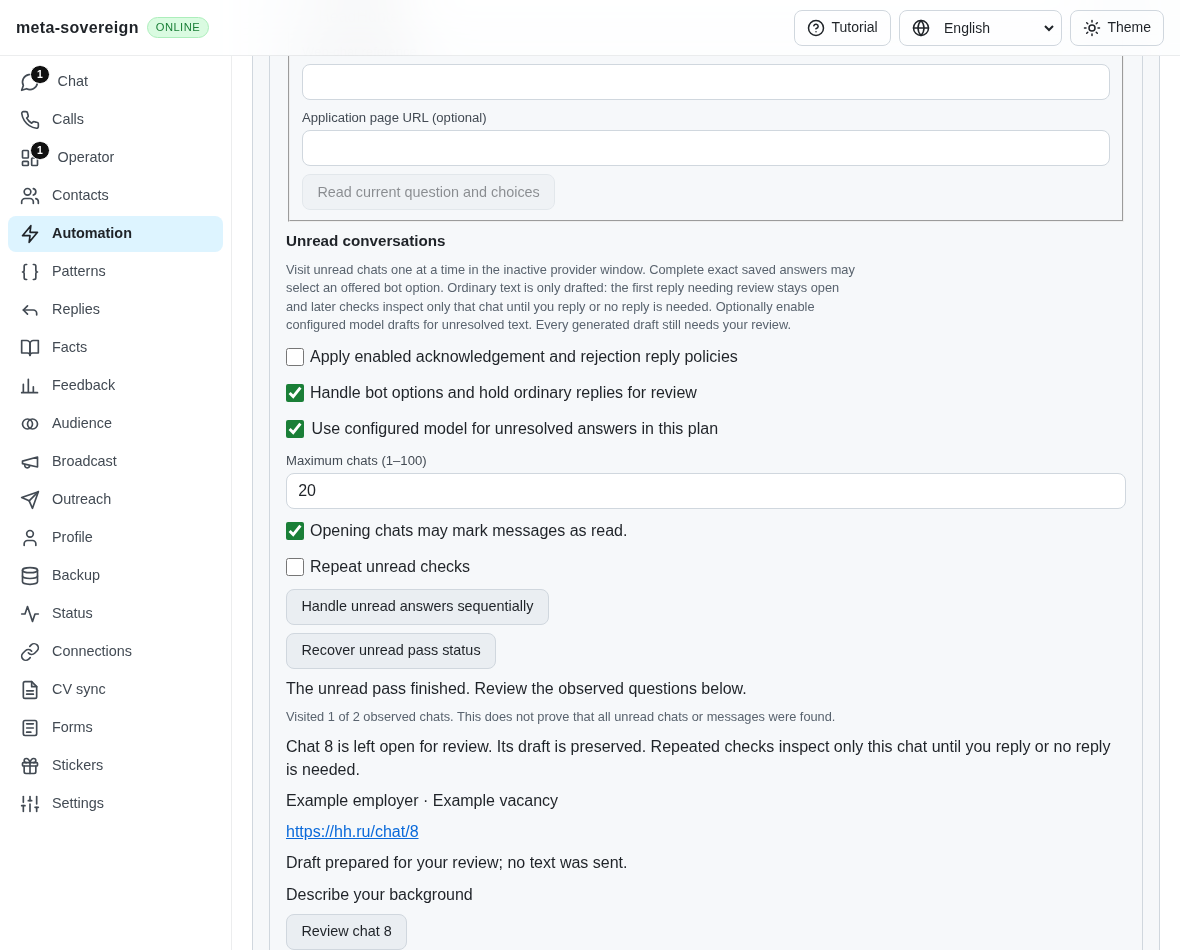 meta-sovereign ONLINE Tutorial English Theme
1 Chat
Calls
1 Operator
Contacts
Automation
Patterns
Replies
Facts
Feedback
Audience
Broadcast
Outreach
Profile
Backup
Status
Connections
CV sync
Forms
Stickers
Settings
Application page URL (optional)
Read current question and choices
Unread conversations
Visit unread chats one at a time in the inactive provider window. Complete exact saved answers may
select an offered bot option. Ordinary text is only drafted: the first reply needing review stays open
and later checks inspect only that chat until you reply or no reply is needed. Optionally enable
configured model drafts for unresolved text. Every generated draft still needs your review.
Apply enabled acknowledgement and rejection reply policies
Handle bot options and hold ordinary replies for review
Use configured model for unresolved answers in this plan
Maximum chats (1–100)
20
Opening chats may mark messages as read.
Repeat unread checks
Handle unread answers sequentially
Recover unread pass status
The unread pass finished. Review the observed questions below.
Visited 1 of 2 observed chats. This does not prove that all unread chats or messages were found.
Chat 8 is left open for review. Its draft is preserved. Repeated checks inspect only this chat until you reply or no reply
is needed.
Example employer · Example vacancy
https://hh.ru/chat/8
Draft prepared for your review; no text was sent.
Describe your background
Review chat 8